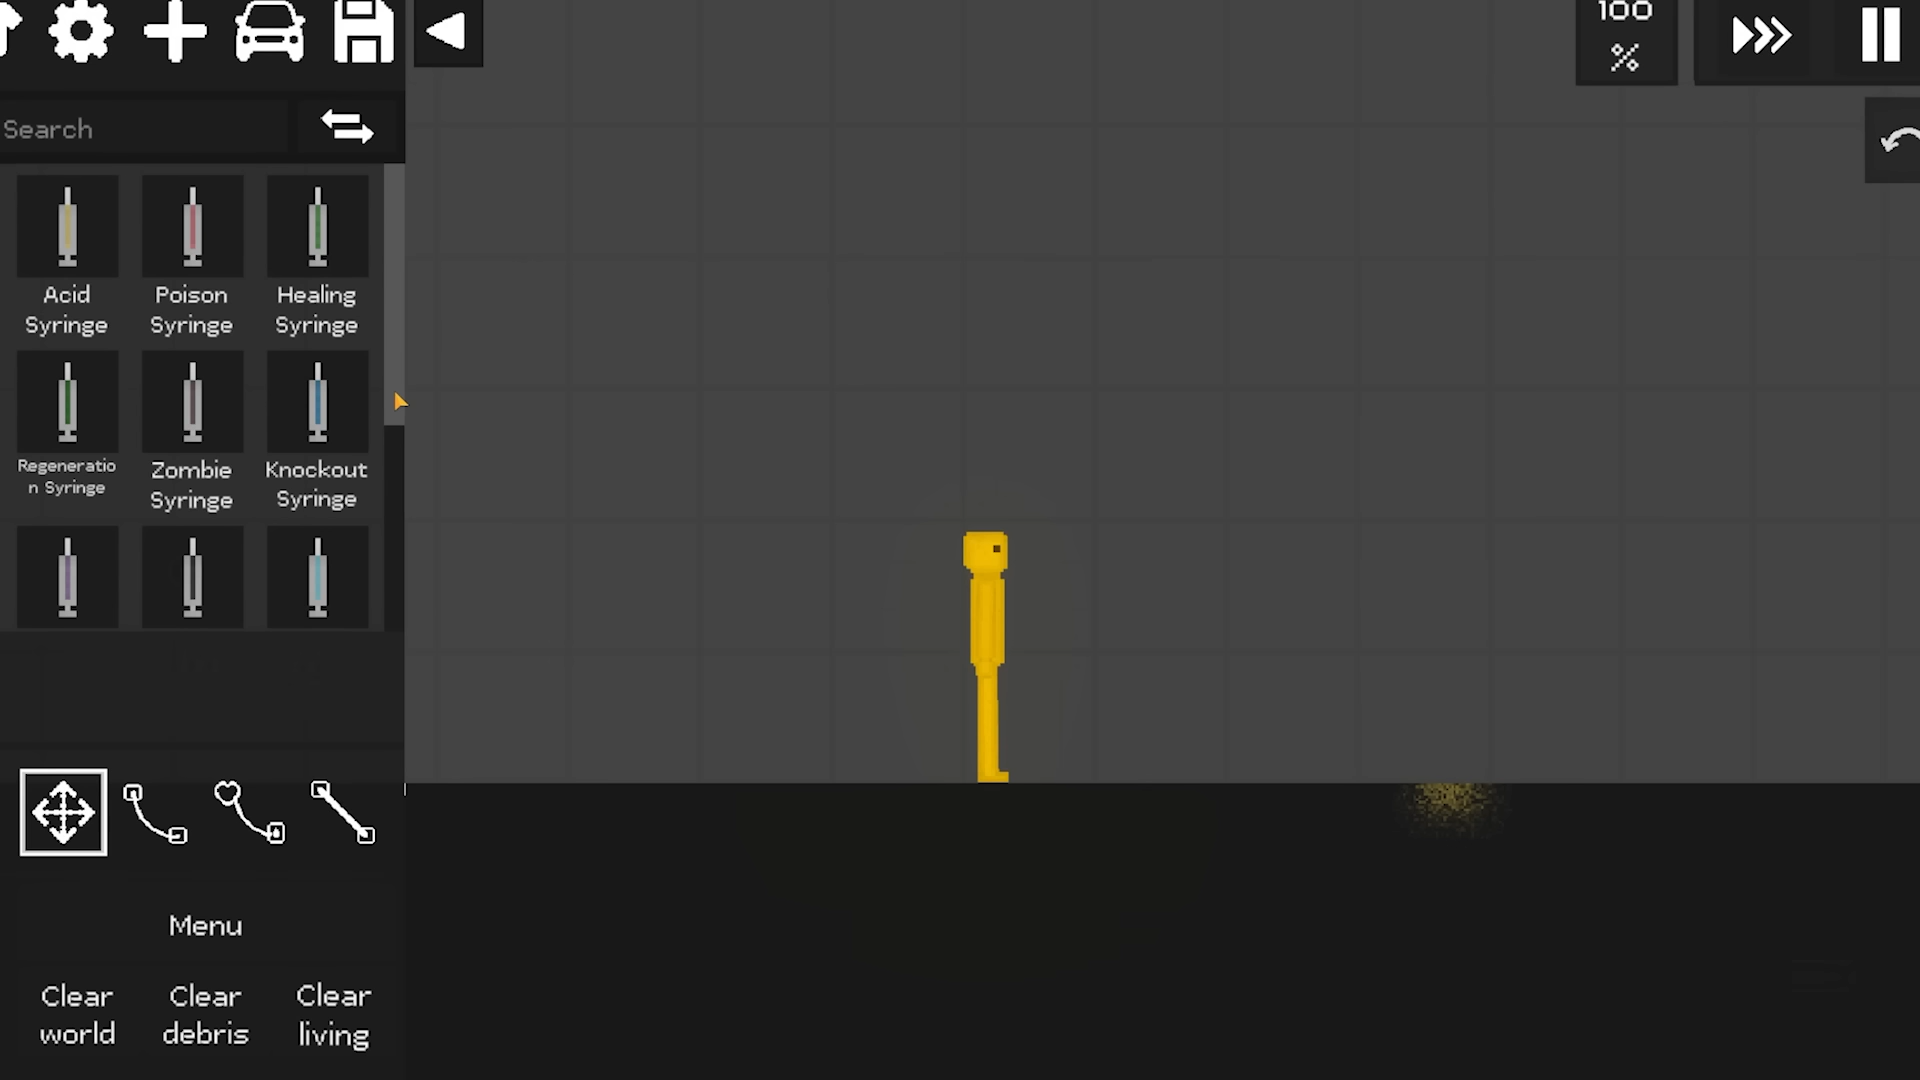 100
%
Search
Acid
Syringe
Poison
Syringe
Healing
Syringe
Regeneratio
n Syringe
Zombie
Syringe
Knockout
Syringe
Menu
Clear
world
Clear
debris
Clear
living